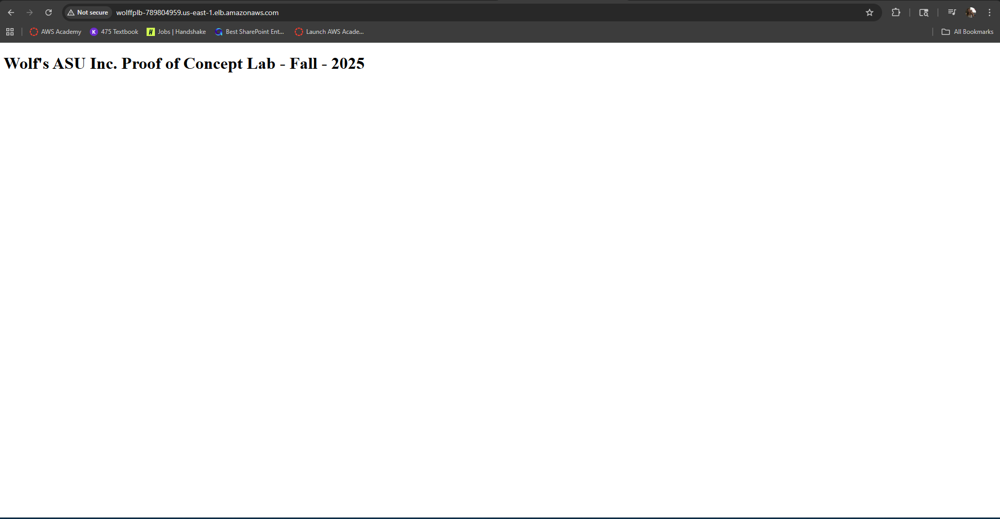 Not secure wolffplb-789804959.us-east-1.elb.amazonaws.com
AWS Academy K 475 Textbook H Jobs | Handshake Best SharePoint Ent... Launch AWS Acade... All Bookmarks
Wolf's ASU Inc. Proof of Concept Lab - Fall - 2025